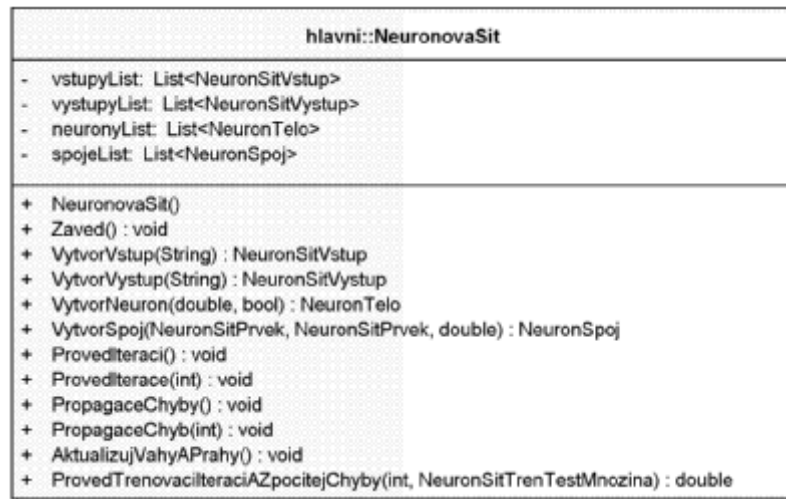 hlavni::NeuronovaSit
- vstupyList: List<NeuronSitVstup>
- vystupyList: List<NeuronSitVystup>
- neuronyList: List<NeuronTelo>
- spojeList: List<NeuronSpoj>
+ NeuronovaSit()
+ Zaved() : void
+ VytvorVstup(String) : NeuronSitVstup
+ VytvorVystup(String) : NeuronSitVystup
+ VytvorNeuron(double, bool) : NeuronTelo
+ VytvorSpoj(NeuronSitPrvek, NeuronSitPrvek, double) : NeuronSpoj
+ ProvedIteraci() : void
+ ProvedIterace(int) : void
+ PropagaceChyby() : void
+ PropagaceChyb(int) : void
+ AktualizujVahyAPrahy() : void
+ ProvedTrenovaciIteraciAZpocitejChyby(int, NeuronSitTrenTestMnozina) : double